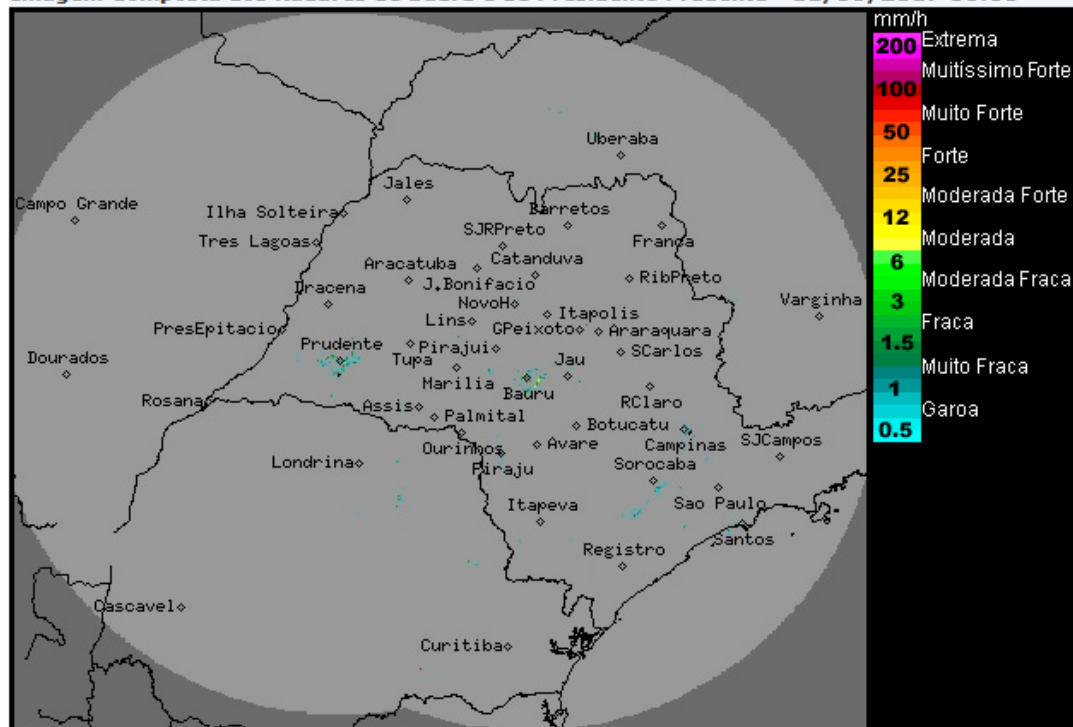 mm/h
200 Extrema
Muitíssimo Forte
100
Muito Forte
50
Forte
25
Moderada Forte
12
Moderada
6
Moderada Fraca
3
Fraca
1.5
Muito Fraca
1
Garoa
0.5
Uberaba
Jales
Campo Grande
Ilha Solteira
Barretos
Tres Lagoas
SJRPreto
Franca
Aracatuba
Catanduva
J.Bonifacio
RibPreto
Dracena
NovoH
Varginha
Itapolis
PresEpitacio
Lins
GPeixoto
Araraquara
Prudente
Pirajui
SCarlos
Dourados
Tupa
Jau
Marilia
Bauru
Rosana
Assis
RClaro
Palmital
Botucatu
Ourinhos
Avare
Campinas
SJCampos
Londrina
Piraju
Sorocaba
Itapeva
Sao Paulo
Santos
Registro
Cascavel
Curitiba